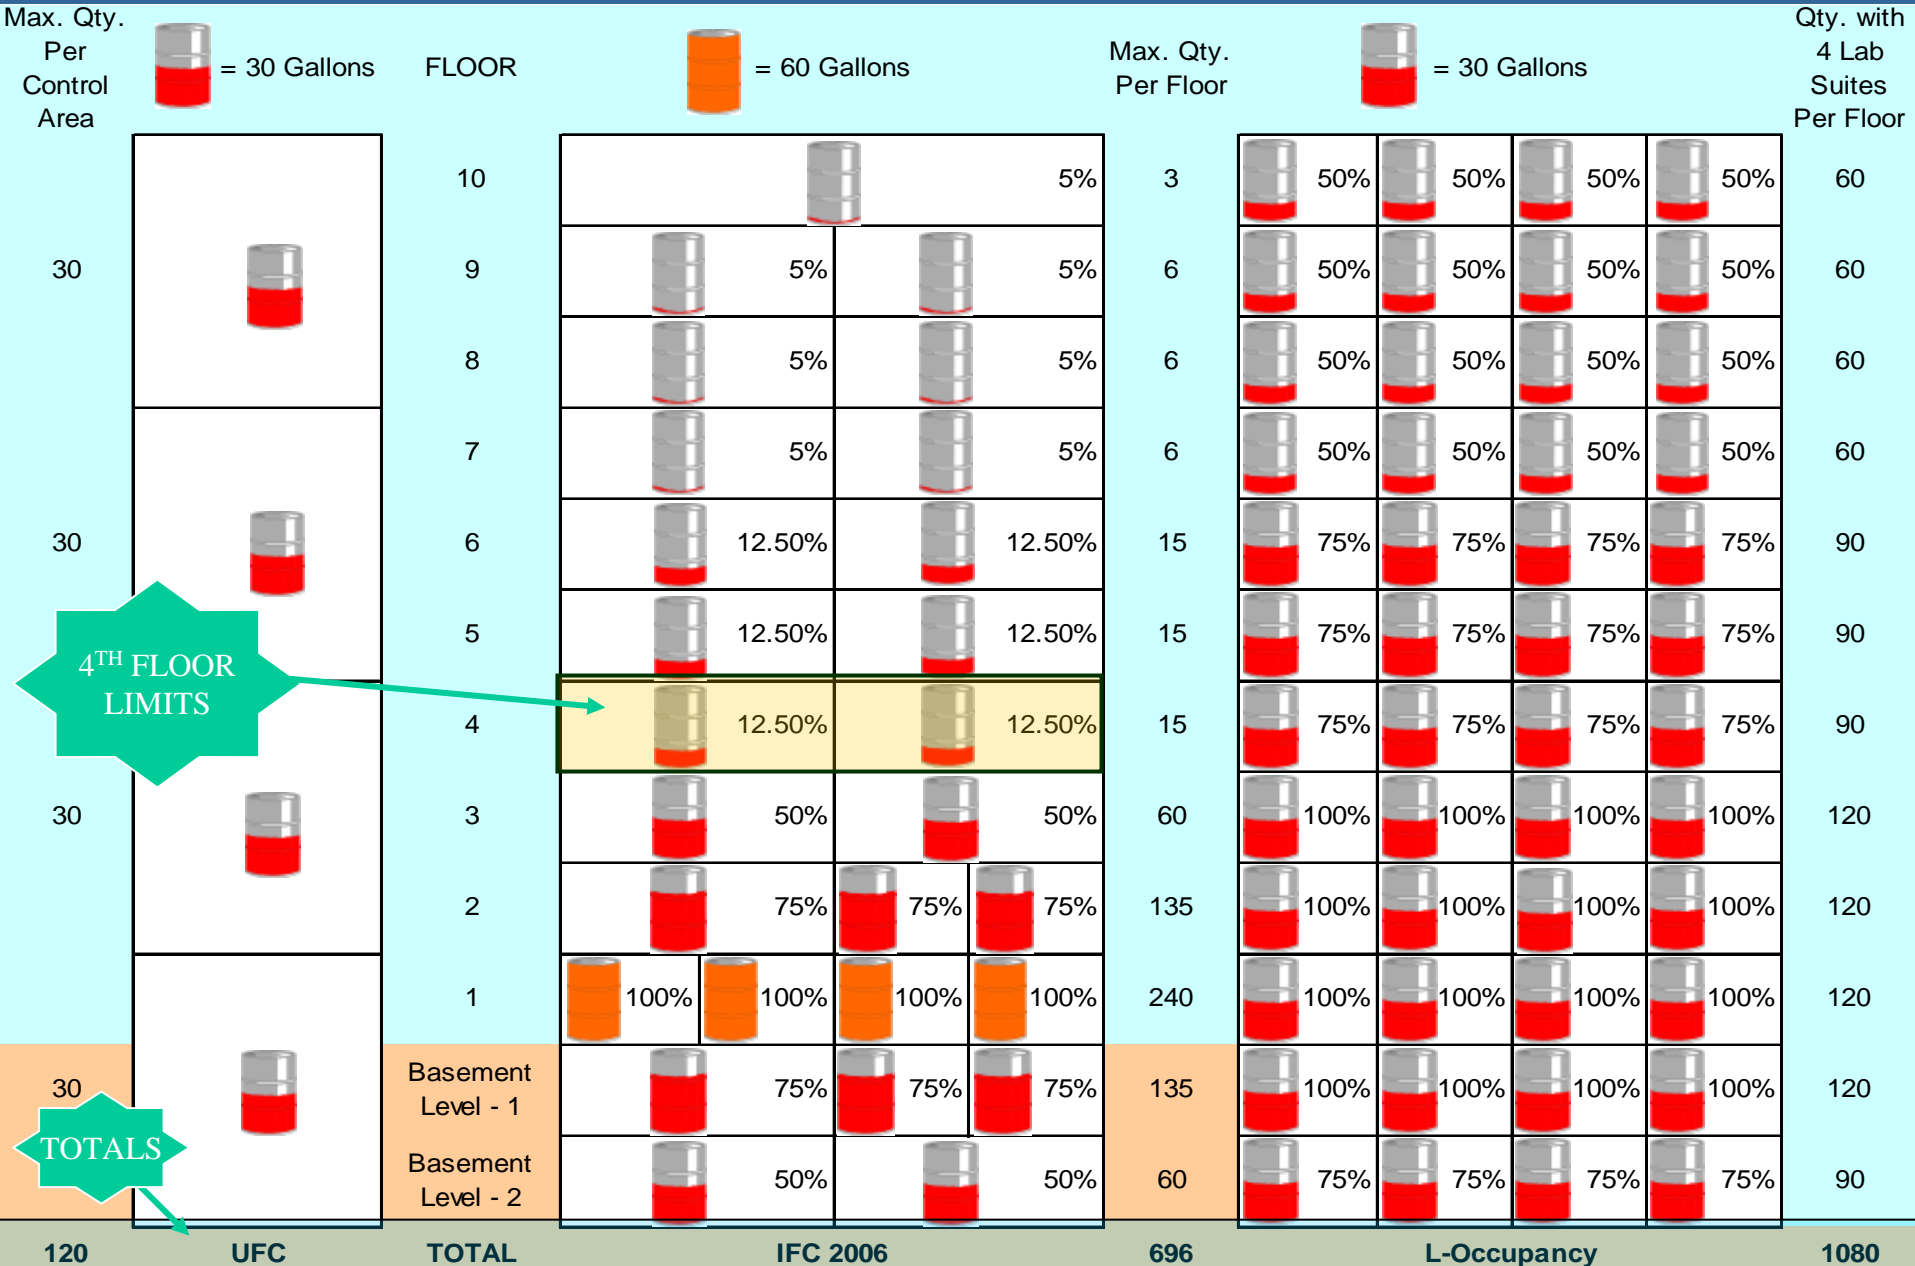 Max. Qty.
Per
Control
Area
= 30 Gallons
FLOOR
= 60 Gallons
Max. Qty.
Per Floor
= 30 Gallons
Qty. with
4 Lab
Suites
Per Floor
10 5% 3 50% 50% 50% 50% 60
30 9 5% 5% 6 50% 50% 50% 50% 60
8 5% 5% 6 50% 50% 50% 50% 60
7 5% 5% 6 50% 50% 50% 50% 60
30 6 12.50% 12.50% 15 75% 75% 75% 75% 90
5 12.50% 12.50% 15 75% 75% 75% 75% 90
4TH FLOOR
LIMITS
4 12.50% 12.50% 15 75% 75% 75% 75% 90
30 3 50% 50% 60 100% 100% 100% 100% 120
2 75% 75% 75% 135 100% 100% 100% 100% 120
1 100% 100% 100% 100% 240 100% 100% 100% 100% 120
30 Basement
Level - 1 75% 75% 75% 135 100% 100% 100% 100% 120
TOTALS
Basement
Level - 2 50% 50% 60 75% 75% 75% 75% 90
120 UFC TOTAL IFC 2006 696 L-Occupancy 1080